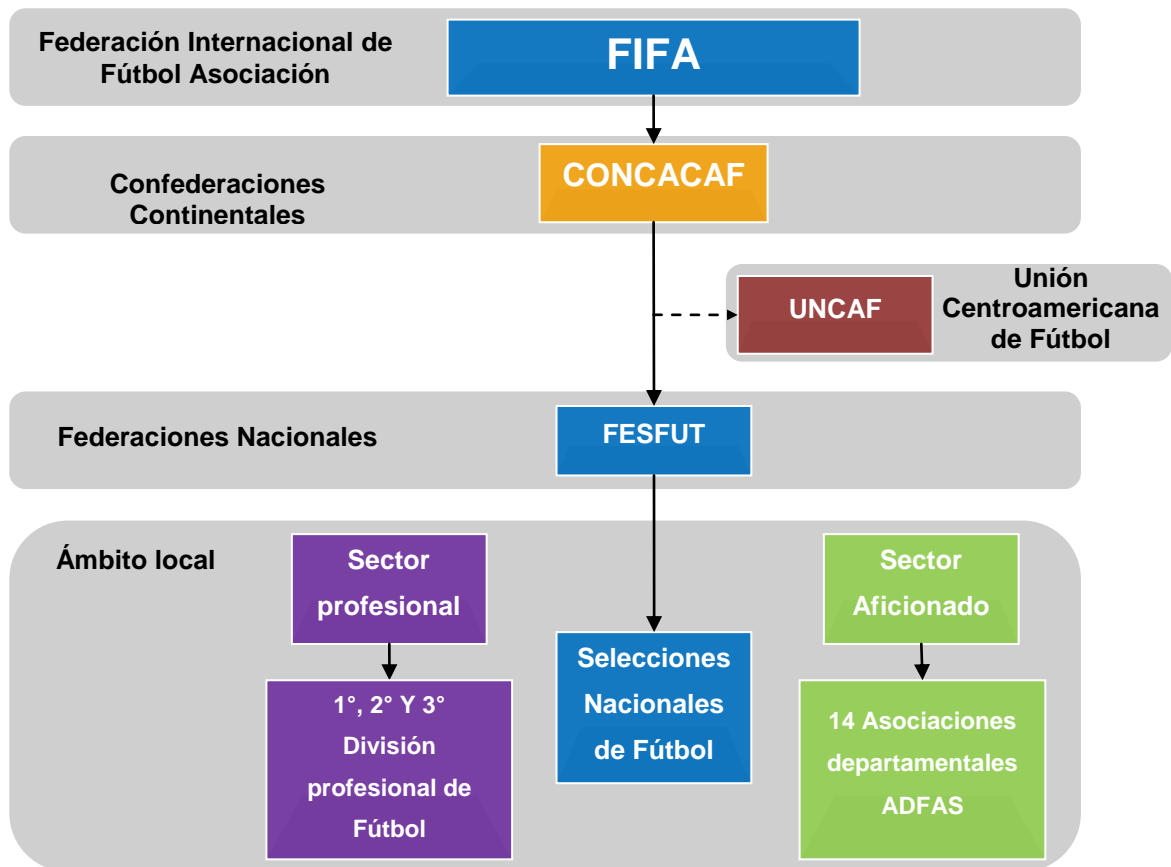 Federación Internacional de
Fútbol Asociación
FIFA
Confederaciones
Continentales
CONCACAF
UNCAF
Unión
Centroamericana
de Fútbol
Federaciones Nacionales
FESFUT
Ámbito local
Sector
profesional
1°, 2° Y 3°
División
profesional de
Fútbol
Selecciones
Nacionales
de Fútbol
Sector
Aficionado
14 Asociaciones
departamentales
ADFAS